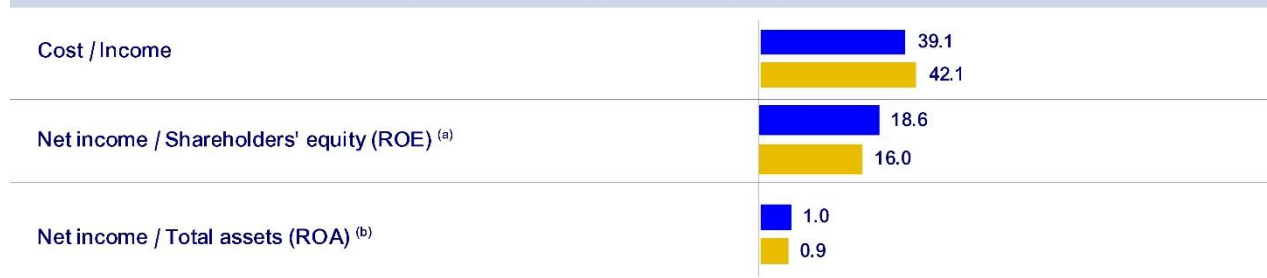 Cost / Income
39.1
42.1
Net income / Shareholders' equity (ROE) (a)
18.6
16.0
Net income / Total assets (ROA) (b)
1.0
0.9